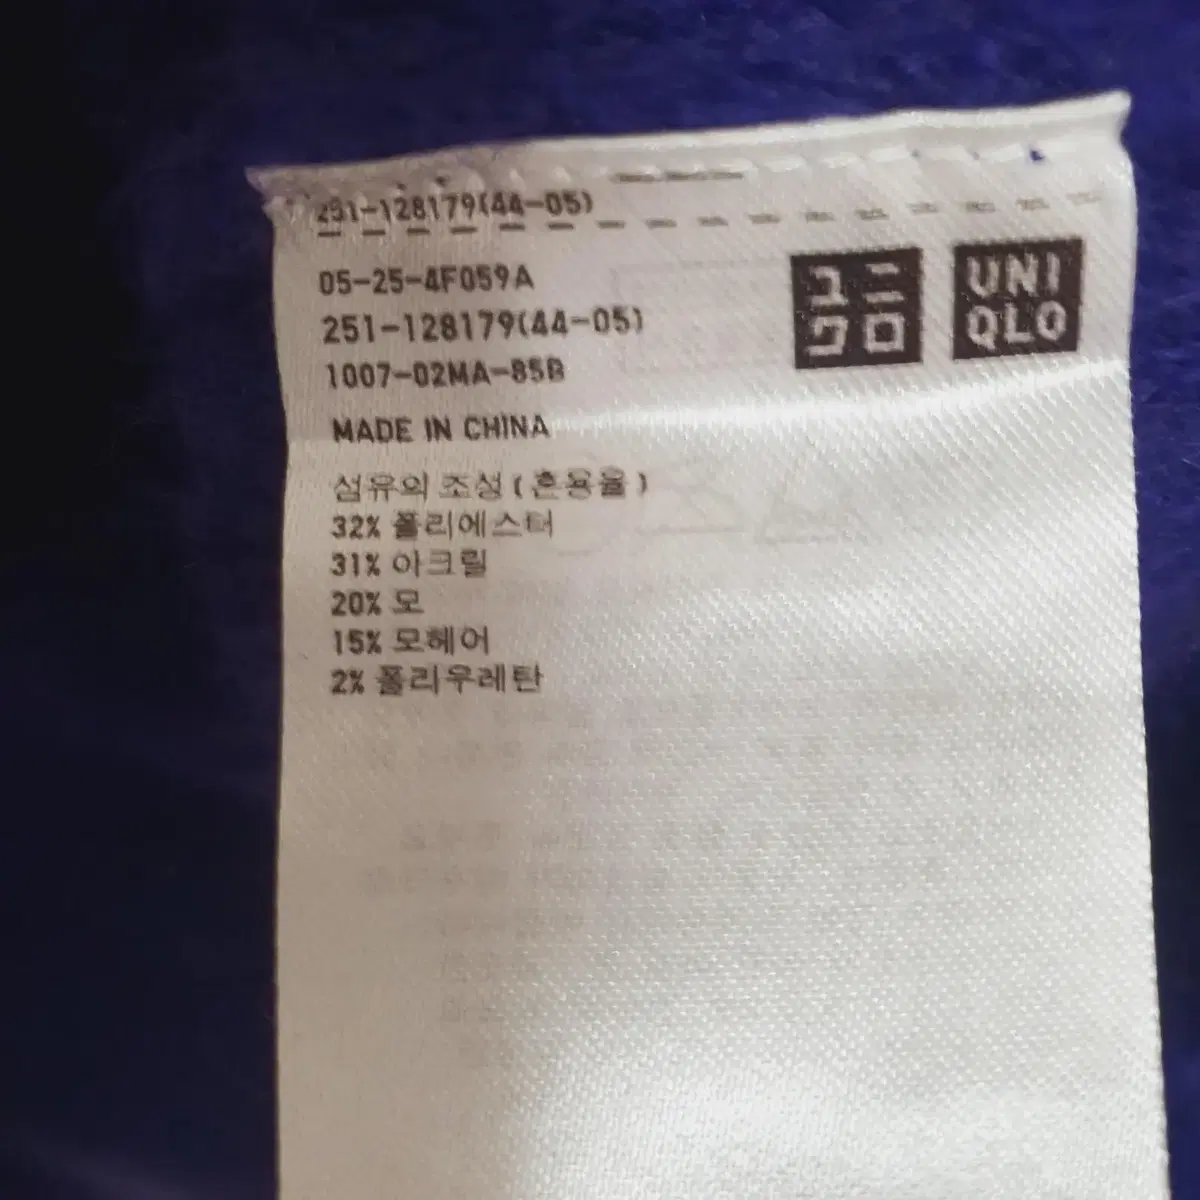 251-128179(44-05)
05-25-4F059A
251-128179(44-05)
1007-02MA-85B
ユニ
クロ
UNI
QLO
MADE IN CHINA
섬유의 조성 ( 혼용율 )
32% 폴리에스터
31% 아크릴
20% 모
15% 모헤어
2% 폴리우레탄